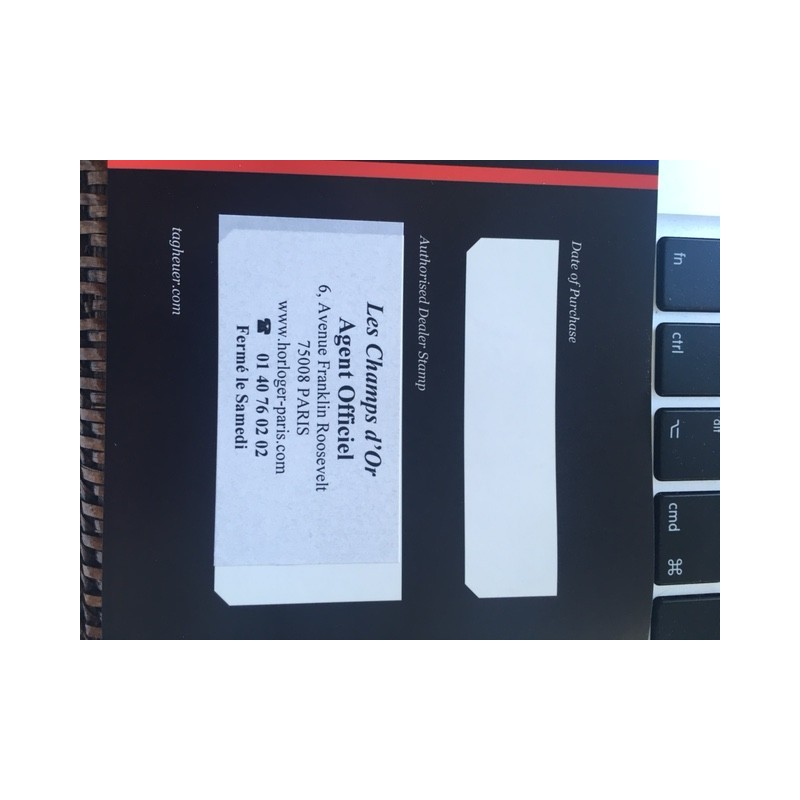 Date of Purchase
Authorised Dealer Stamp
Les Champs d'Or
Agent Officiel
6, Avenue Franklin Roosevelt
75008 PARIS
www.horloger-paris.com
☎ 01 40 76 02 02
Fermé le Samedi
tagheuer.com
fn
ctrl
alt
⌥
cmd
⌘